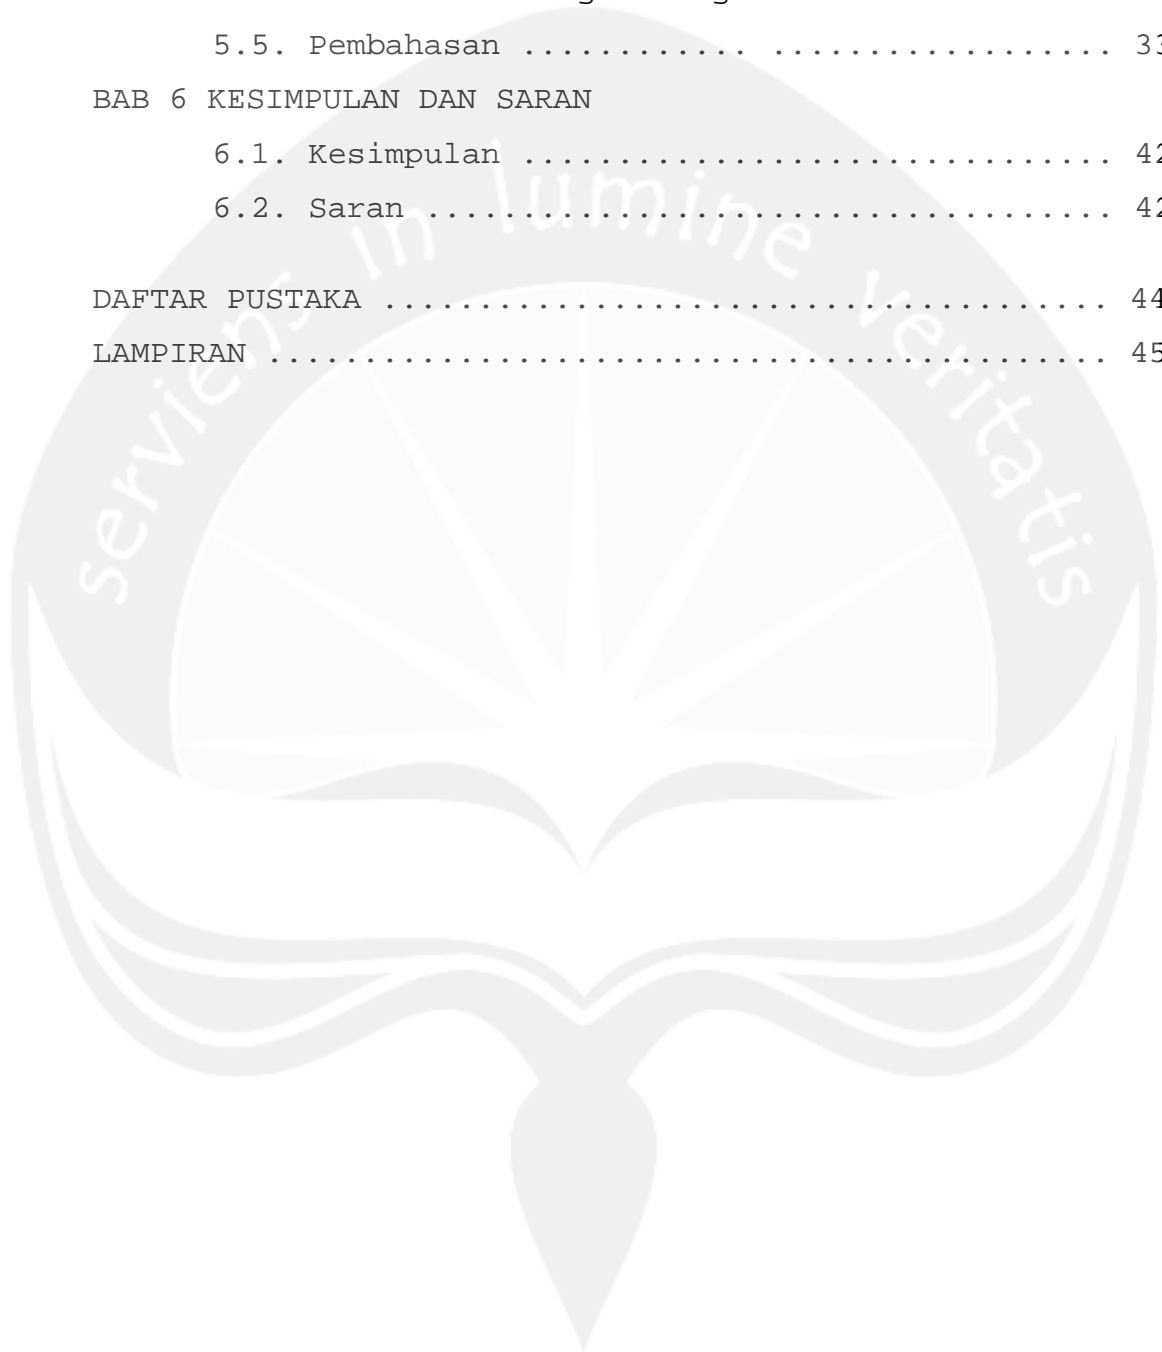 5.5. Pembahasan ............ .................. 33
BAB 6 KESIMPULAN DAN SARAN
6.1. Kesimpulan ............................... 42
6.2. Saran .................................... 42
DAFTAR PUSTAKA ...................................... 44
LAMPIRAN ............................................ 45
serviens in lumine veritatis